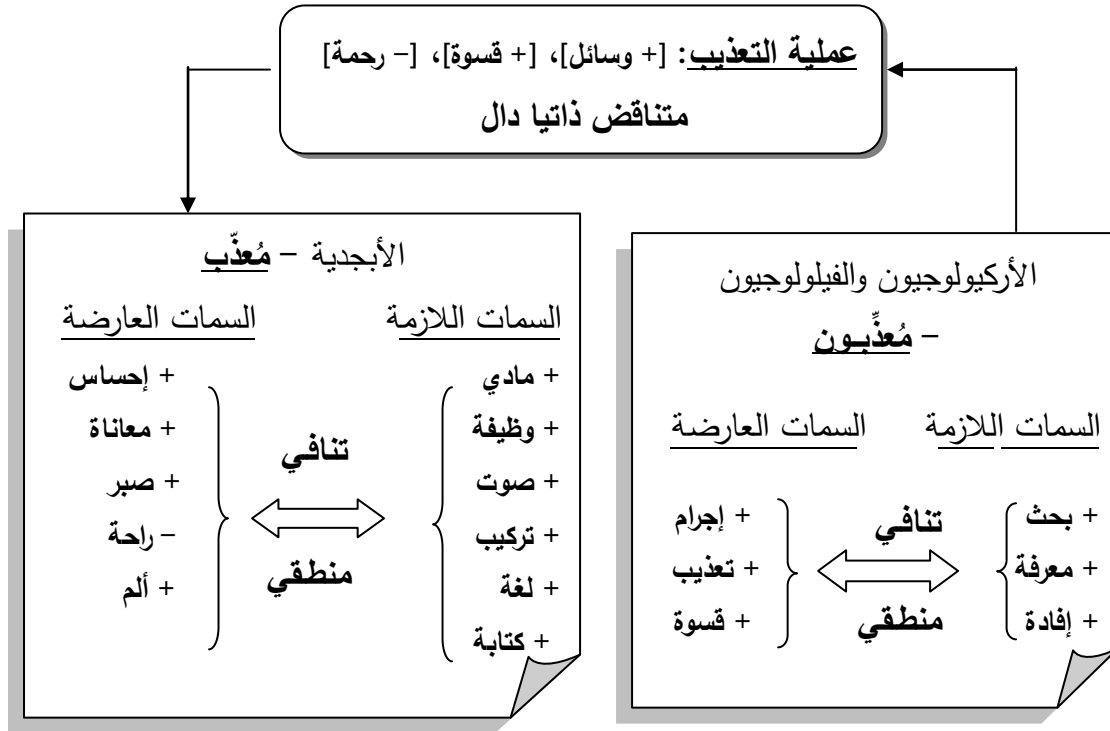 عملية التعذيب: [+ وسائل]، [+ قسوة]، [– رحمة]
متناقض ذاتيا دال
الأركيولوجيون والفيلولوجيون
– مُعذِّبـون
السمات اللازمة
السمات العارضة
+ بحث
+ معرفة
+ إفادة
تنافي
منطقي
+ إجرام
+ تعذيب
+ قسوة
الأبجدية – مُعذّب
السمات اللازمة
السمات العارضة
+ مادي
+ وظيفة
+ صوت
+ تركيب
+ لغة
+ كتابة
تنافي
منطقي
+ إحساس
+ معاناة
+ صبر
– راحة
+ ألم